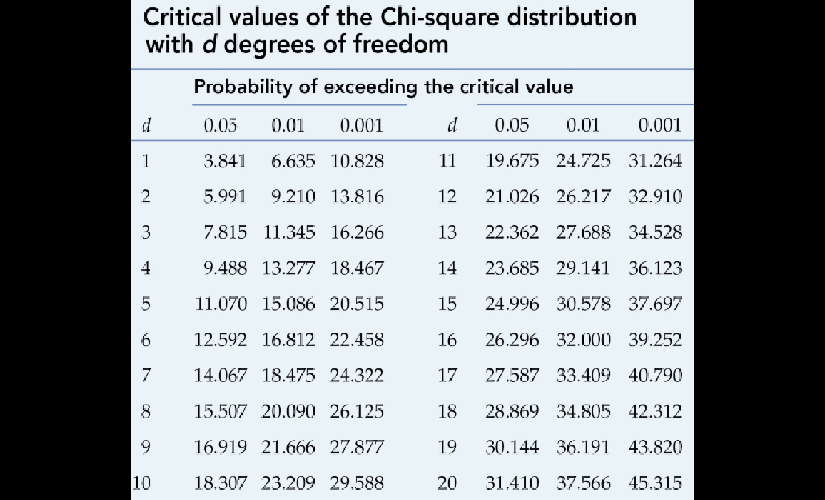 Critical values of the Chi-square distribution
with d degrees of freedom
Probability of exceeding the critical value
d 0.05 0.01 0.001 d 0.05 0.01 0.001
1 3.841 6.635 10.828 11 19.675 24.725 31.264
2 5.991 9.210 13.816 12 21.026 26.217 32.910
3 7.815 11.345 16.266 13 22.362 27.688 34.528
4 9.488 13.277 18.467 14 23.685 29.141 36.123
5 11.070 15.086 20.515 15 24.996 30.578 37.697
6 12.592 16.812 22.458 16 26.296 32.000 39.252
7 14.067 18.475 24.322 17 27.587 33.409 40.790
8 15.507 20.090 26.125 18 28.869 34.805 42.312
9 16.919 21.666 27.877 19 30.144 36.191 43.820
10 18.307 23.209 29.588 20 31.410 37.566 45.315